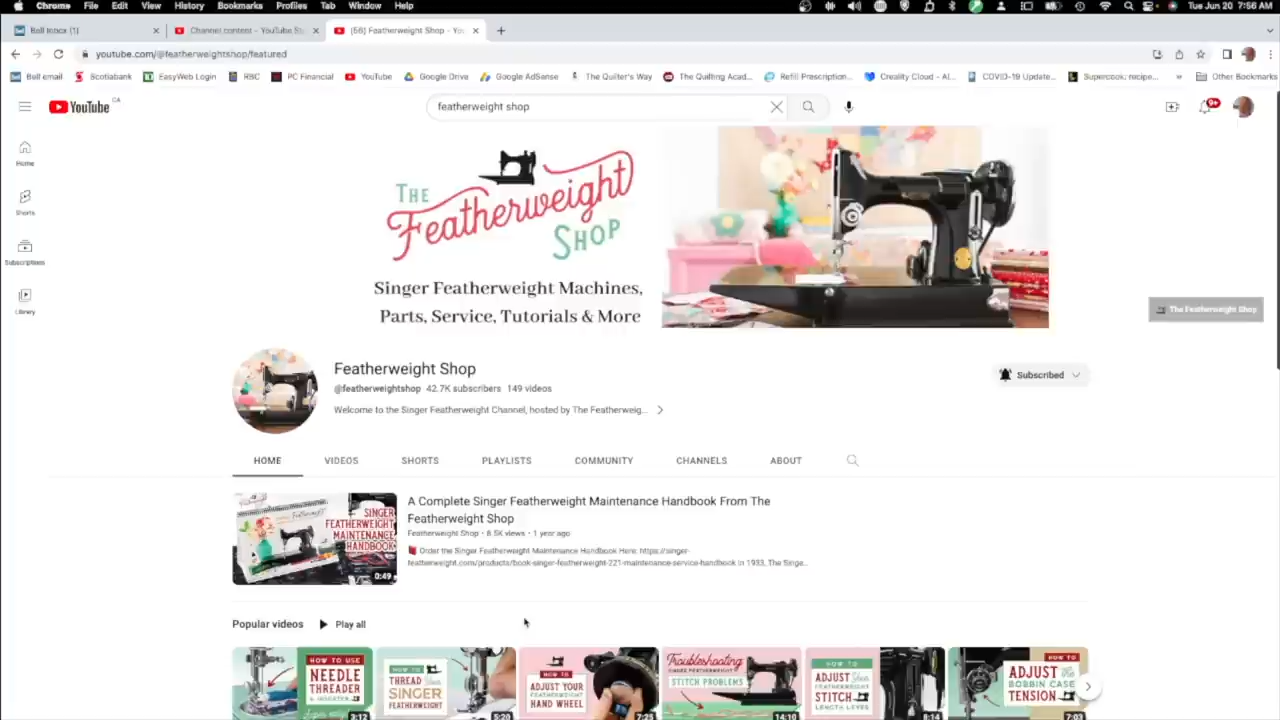 Chrome File Edit View History Bookmarks Profiles Tab Window Help Tue Jun 20 7:56 AM
Bell Inbox (1) Channel content - YouTube St (56) Featherweight Shop - You
youtube.com/@featherweightshop/featured
Bell email Scotiabank EasyWeb Login RBC PC Financial YouTube Google Drive Google AdSense The Quilter's Way The Quilting Acad... Refill Prescription... Creality Cloud - Al... COVID-19 Update... Supercook: recipe... » Other Bookmarks
YouTube CA featherweight shop 9+
Home
Shorts
Subscriptions
Library
THE
Featherweight
SHOP
Singer Featherweight Machines,
Parts, Service, Tutorials & More
The Featherweight Shop
Featherweight Shop
@featherweightshop 42.7K subscribers 149 videos
Welcome to the Singer Featherweight Channel, hosted by The Featherweig...
Subscribed
HOME VIDEOS SHORTS PLAYLISTS COMMUNITY CHANNELS ABOUT
SINGER
FEATHERWEIGHT
MAINTENANCE
HANDBOOK
0:49
A Complete Singer Featherweight Maintenance Handbook From The
Featherweight Shop
Featherweight Shop • 8.5K views • 1 year ago
Order the Singer Featherweight Maintenance Handbook Here: https://singer-
featherweight.com/products/book-singer-featherweight-221-maintenance-service-handbook In 1933, The Singe...
Popular videos Play all
HOW TO USE
NEEDLE
THREADER
3:12
HOW TO
THREAD
SINGER
FEATHERWEIGHT
5:20
HOW TO
ADJUST YOUR
FEATHERWEIGHT
HAND WHEEL
7:25
Troubleshooting
SINGER FEATHERWEIGHT
STITCH PROBLEMS
14:10
HOW TO
ADJUST
STITCH
LENGTH LEVER
8:14
HOW TO
ADJUST
BOBBIN CASE
TENSION
7:03